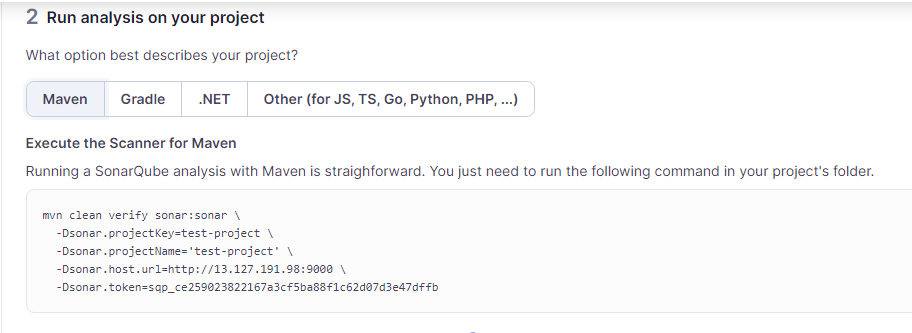 2 Run analysis on your project
What option best describes your project?
Maven Gradle .NET Other (for JS, TS, Go, Python, PHP, ...)
Execute the Scanner for Maven
Running a SonarQube analysis with Maven is straighforward. You just need to run the following command in your project's folder.
mvn clean verify sonar:sonar \
-Dsonar.projectKey=test-project \
-Dsonar.projectName='test-project' \
-Dsonar.host.url=http://13.127.191.98:9000 \
-Dsonar.token=sqp_ce259023822167a3cf5ba88f1c62d07d3e47dffb